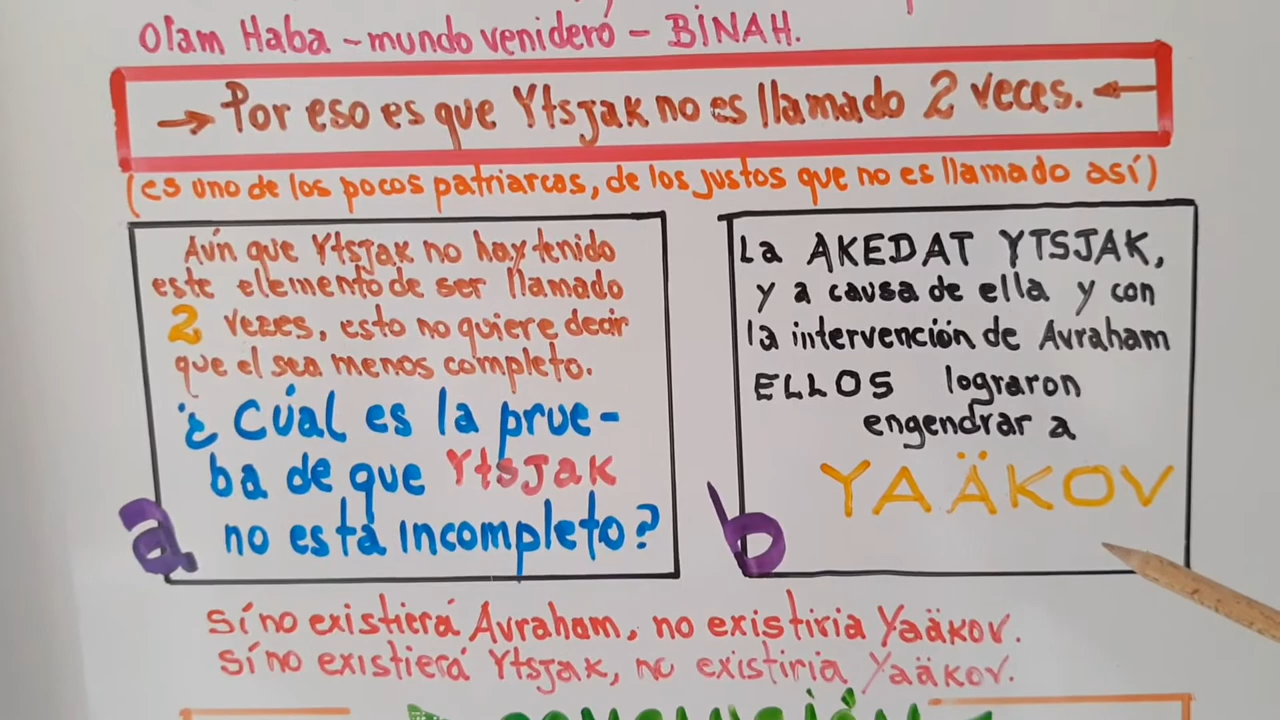 Olam Haba - mundo venidero - BINAH.
→ Por eso es que Ytsjak no es llamado 2 veces. ←
(es uno de los pocos patriarcas, de los justos que no es llamado así)
Aún que Ytsjak no hay tenido
este elemento de ser llamado
2 vezes, esto no quiere decir
que el sea menos completo.
¿ Cúal es la prue-
ba de que Ytsjak
no está incompleto?
a
La AKEDAT YTSJAK,
y a causa de ella y con
la intervención de Avraham
ELLOS lograron
engendrar a
YAÄKOV
b
Sí no existierá Avraham, no existiria Yaäkov.
Sí no existierá Ytsjak, no existiria Yaäkov.